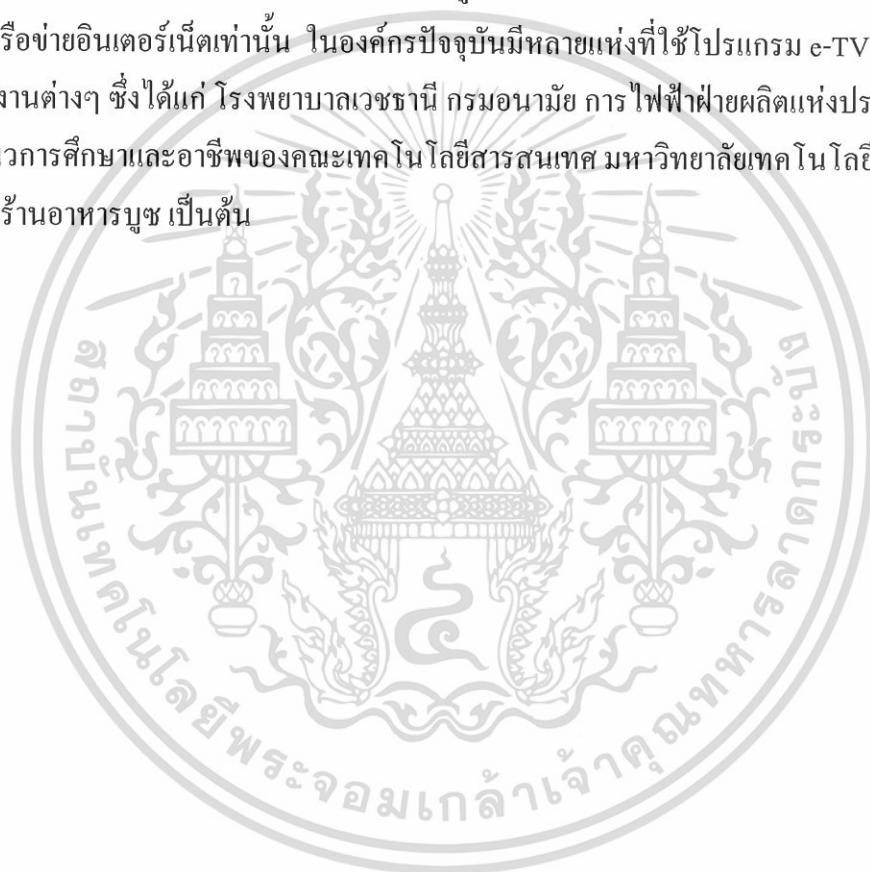 รือข่ายอินเตอร์เน็ตเท่านั้น ในองค์กรปัจจุบันมีหลายแห่งที่ใช้โปรแกรม e-TV
งานต่างๆ ซึ่งได้แก่ โรงพยาบาลเวชธานี กรมอนามัย การไฟฟ้าฝ่ายผลิตแห่งประ
วการศึกษาและอาชีพของคณะเทคโนโลยีสารสนเทศ มหาวิทยาลัยเทคโนโลยี
ร้านอาหารบูซ เป็นต้น
สถาบันเทคโนโลยีพระจอมเกล้าเจ้าคุณทหารลาดกระบัง